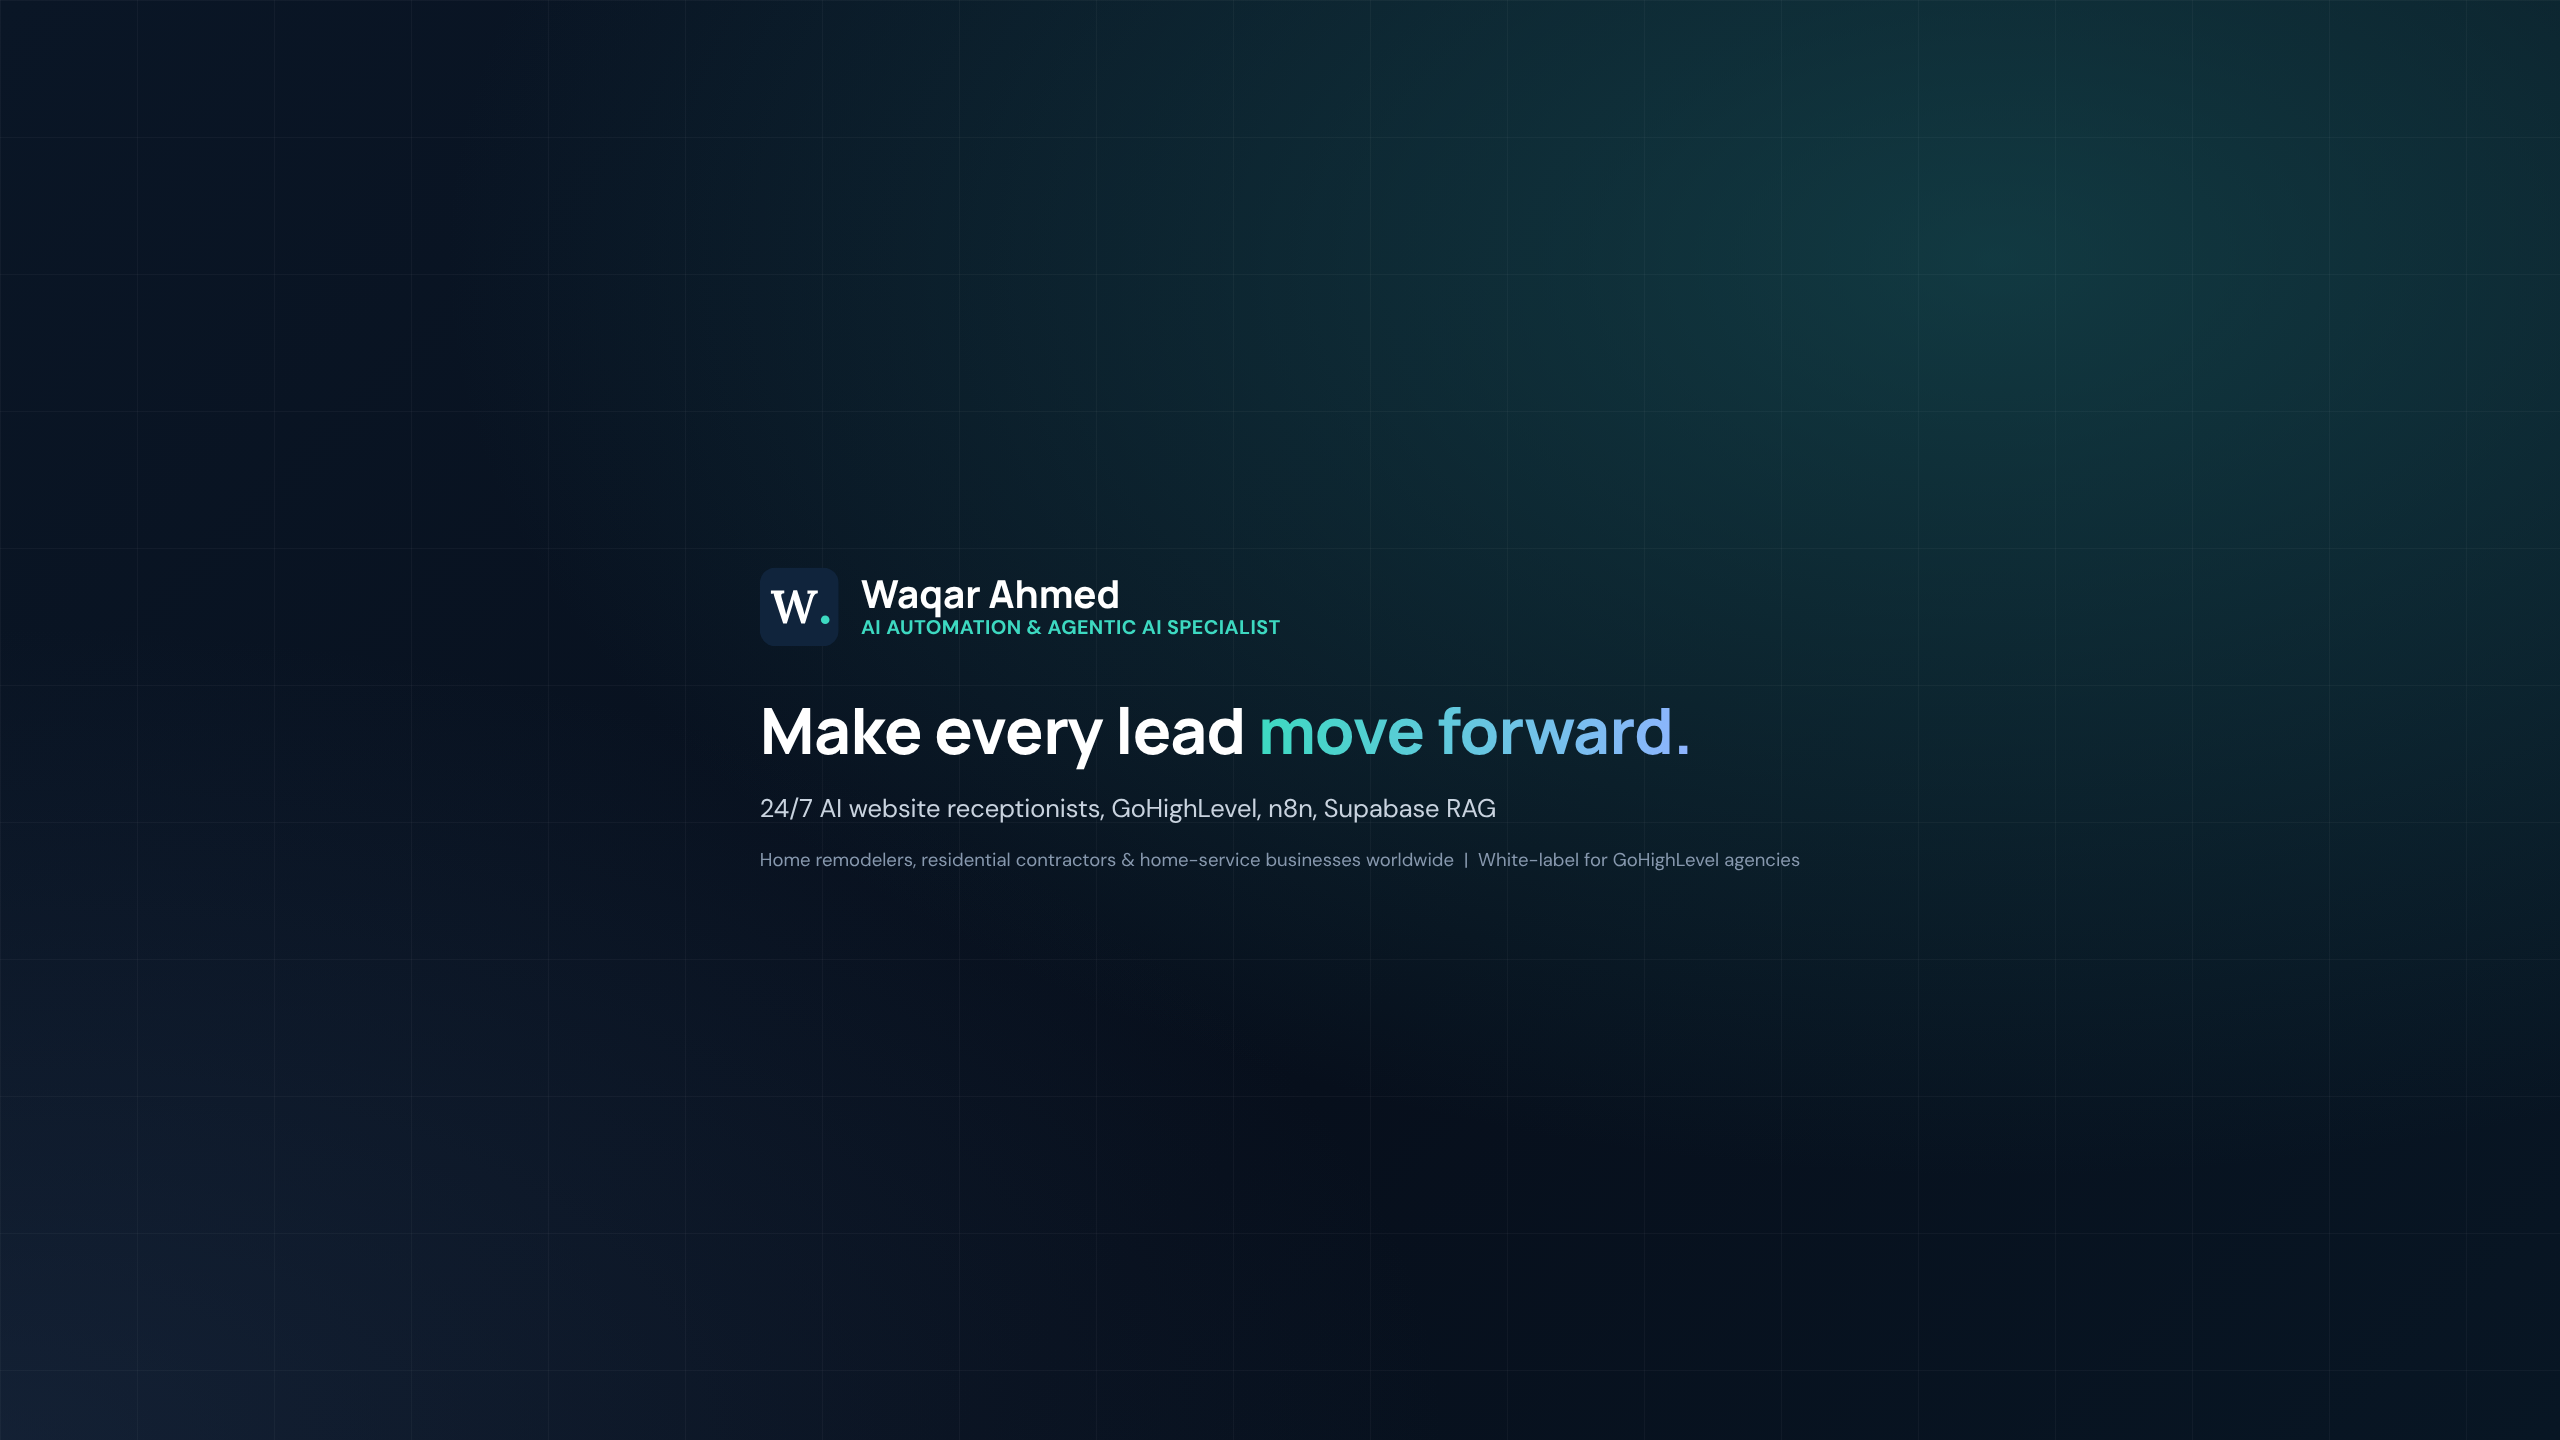 W.
Waqar Ahmed
AI AUTOMATION & AGENTIC AI SPECIALIST
Make every lead move forward.
24/7 AI website receptionists, GoHighLevel, n8n, Supabase RAG
Home remodelers, residential contractors & home-service businesses worldwide | White-label for GoHighLevel agencies